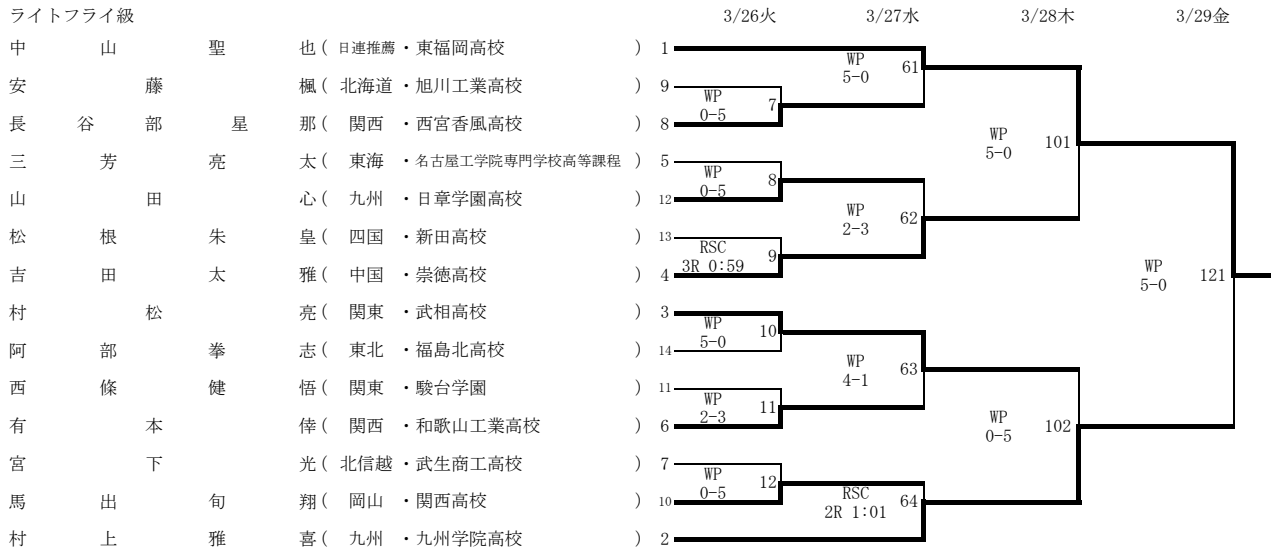 ライトフライ級 3/26火 3/27水 3/28木 3/29金
中山聖也( 日連推薦・東福岡高校 ) 1
WP 61
5-0
安藤楓( 北海道・旭川工業高校 ) 9
WP 7
0-5
長谷部星那( 関西・西宮香風高校 ) 8
WP 101
5-0
三芳亮太( 東海・名古屋工学院専門学校高等課程 ) 5
WP 8
0-5
山田心( 九州・日章学園高校 ) 12
WP 62
2-3
松根朱皇( 四国・新田高校 ) 13
RSC 9
3R 0:59
吉田太雅( 中国・崇徳高校 ) 4
WP 121
5-0
村松亮( 関東・武相高校 ) 3
WP 10
5-0
阿部拳志( 東北・福島北高校 ) 14
WP 63
4-1
西條健悟( 関東・駿台学園 ) 11
WP 11
2-3
有本倖( 関西・和歌山工業高校 ) 6
WP 102
0-5
宮下光( 北信越・武生商工高校 ) 7
WP 12
0-5
馬出旬翔( 岡山・関西高校 ) 10
RSC 64
2R 1:01
村上雅喜( 九州・九州学院高校 ) 2